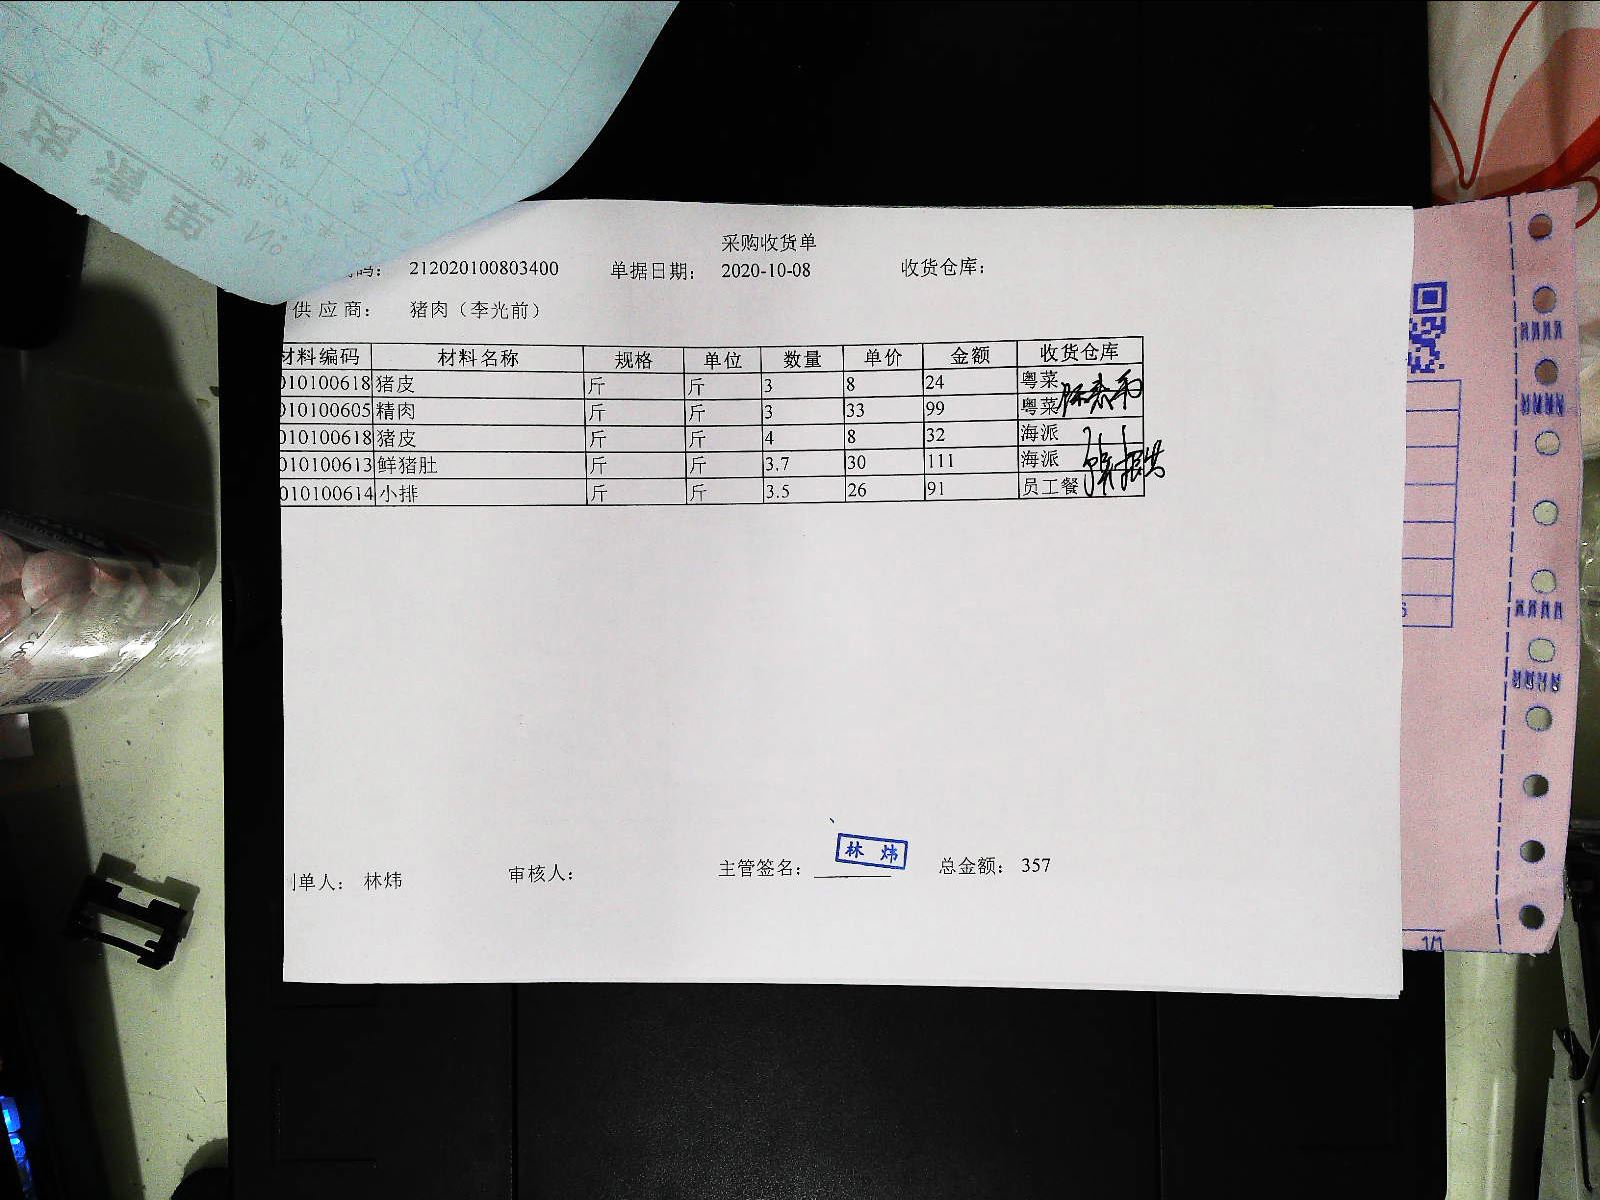 采购收货单
码： 212020100803400 单据日期： 2020-10-08 收货仓库：
供应商： 猪肉（李光前）
材料编码 材料名称 规格 单位 数量 单价 金额 收货仓库
010100618 猪皮 斤 斤 3 8 24 粤菜
010100605 精肉 斤 斤 3 33 99 粤菜
010100618 猪皮 斤 斤 4 8 32 海派
010100613 鲜猪肚 斤 斤 3.7 30 111 海派
010100614 小排 斤 斤 3.5 26 91 员工餐
制单人： 林炜 审核人： 主管签名： 林炜 总金额： 357
1/1